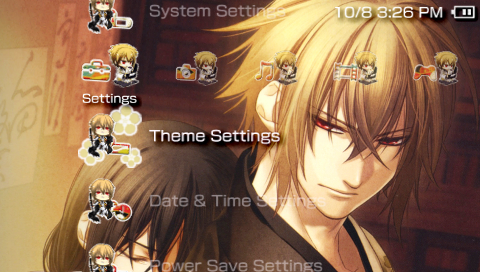 System Settings
10/8 3:26 PM
Settings
Theme Settings
Date & Time Settings
Power Save Settings